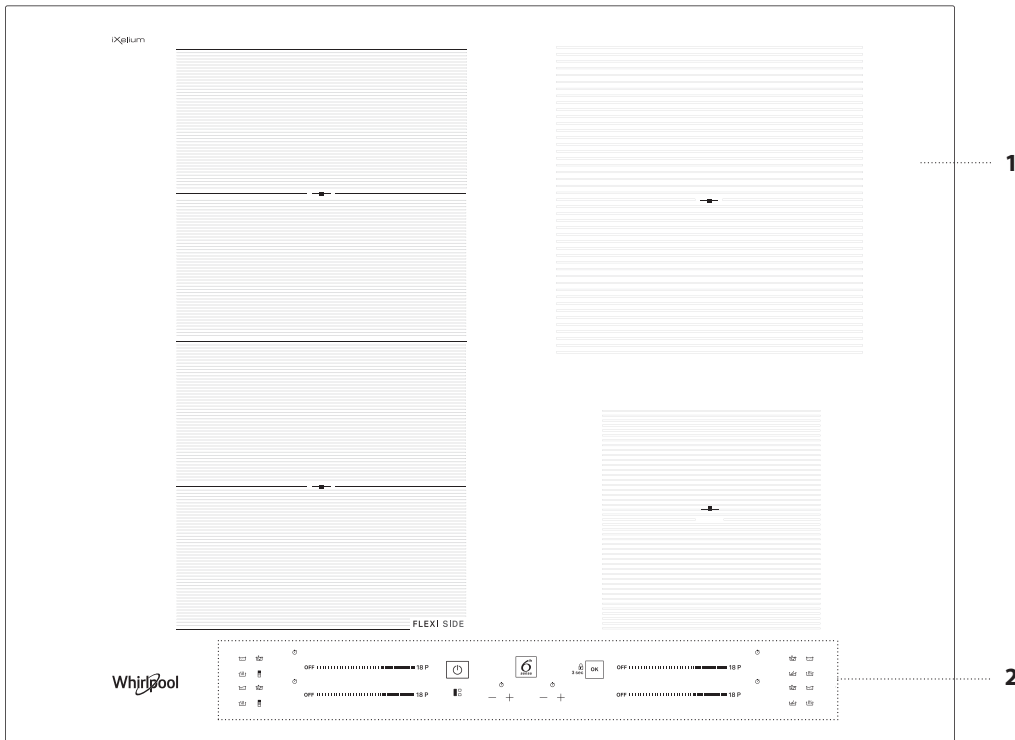 iXelium
1
FLEXI SIDE
Whirlpool
OFF 18 P
OFF 18 P
6
SENSE
3 sec
OK
OFF 18 P
OFF 18 P
2